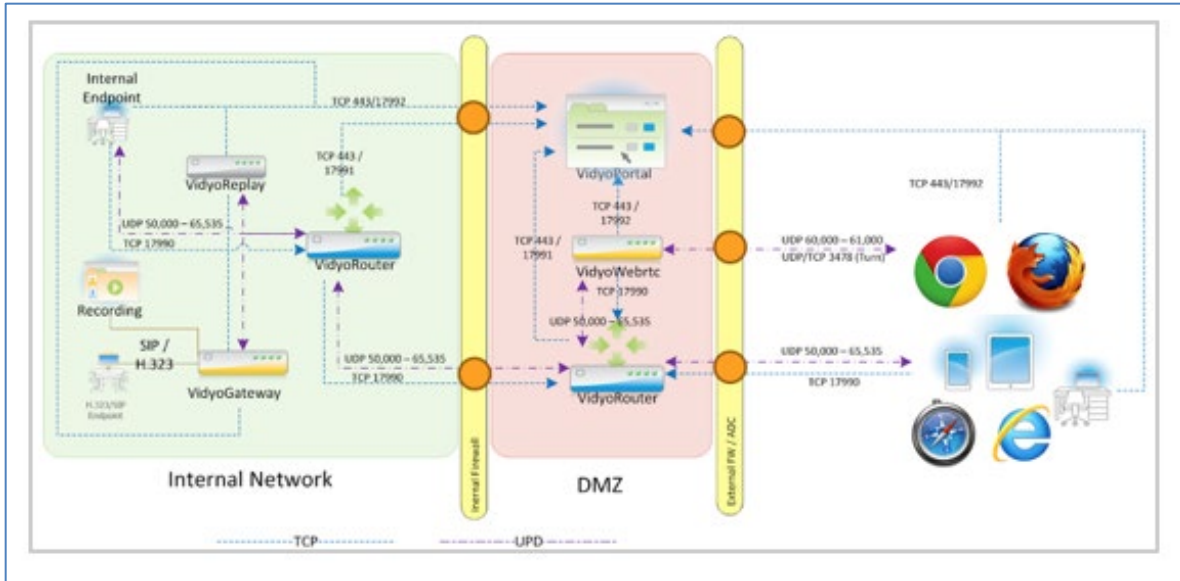 Internal
Endpoint
TCP 443/17992
VidyoReplay
TCP 443 /
17991
UDP 50,000 – 65,535
TCP 17990
VidyoRouter
Recording
SIP /
H.323
VidyoGateway
H.323/SIP
Endpoint
UDP 50,000 – 65,535
TCP 17990
Internal Network
Inernal Firewall
VidyoPortal
TCP 443 /
17992
TCP 443 /
17991
VidyoWebrtc
TCP 17990
UDP 50,000 – 65,535
VidyoRouter
DMZ
External FW / ADC
TCP 443/17992
UDP 60,000 – 61,000
UDP/TCP 3478 (Turn)
UDP 50,000 – 65,535
TCP 17990
TCP
UPD